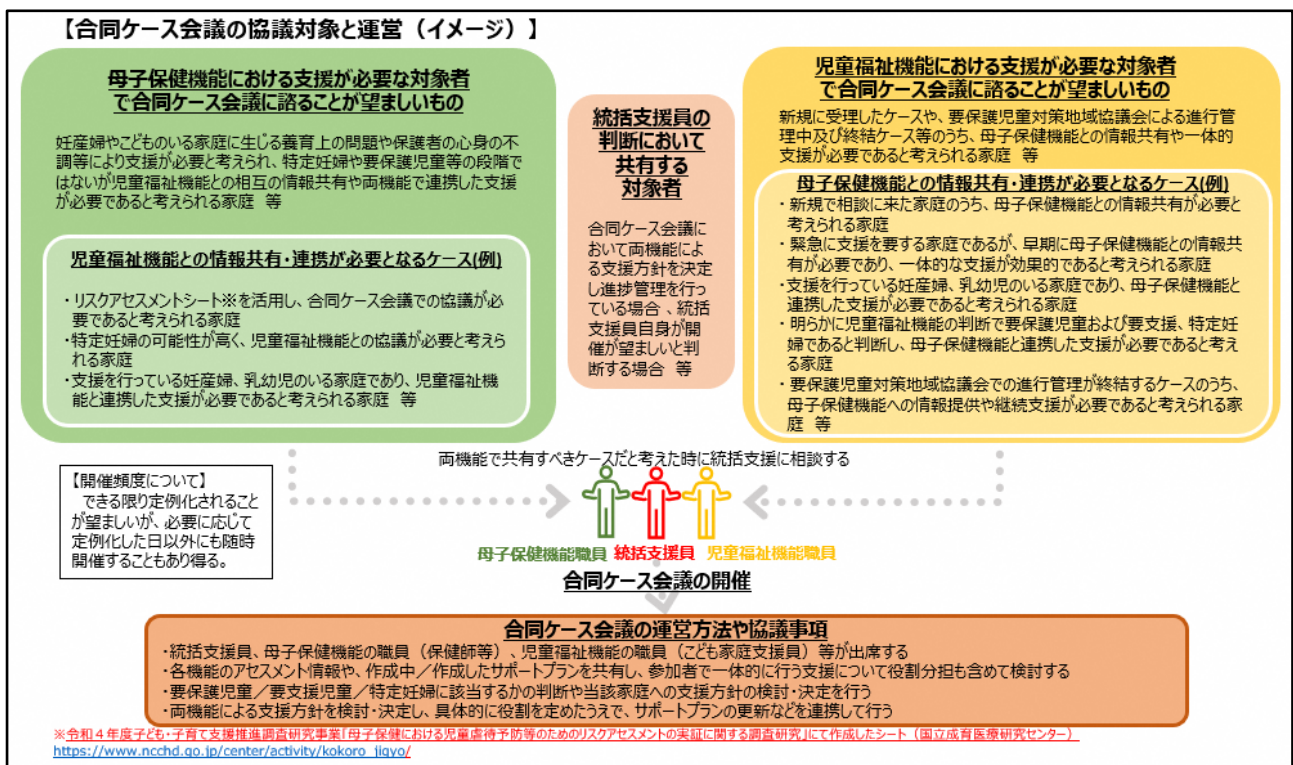 【合同ケース会議の協議対象と運営（イメージ）】
母子保健機能における支援が必要な対象者
で合同ケース会議に諮ることが望ましいもの
妊産婦やこどものいる家庭に生じる養育上の問題や保護者の心身の不
調等により支援が必要と考えられ、特定妊婦や要保護児童等の段階で
はないが児童福祉機能との相互の情報共有や両機能で連携した支援
が必要であると考えられる家庭 等
児童福祉機能との情報共有・連携が必要となるケース(例)
・リスクアセスメントシート※を活用し、合同ケース会議での協議が必
要であると考えられる家庭
・特定妊婦の可能性が高く、児童福祉機能との協議が必要と考えら
れる家庭
・支援を行っている妊産婦、乳幼児のいる家庭であり、児童福祉機
能と連携した支援が必要であると考えられる家庭 等
統括支援員の
判断において
共有する
対象者
合同ケース会議に
おいて両機能によ
る支援方針を決定
し進捗管理を行っ
ている場合、統括
支援員自身が開
催が望ましいと判
断する場合 等
児童福祉機能における支援が必要な対象者
で合同ケース会議に諮ることが望ましいもの
新規に受理したケースや、要保護児童対策地域協議会による進行管
理中及び終結ケース等のうち、母子保健機能との情報共有や一体的
支援が必要であると考えられる家庭 等
母子保健機能との情報共有・連携が必要となるケース(例)
・新規で相談に来た家庭のうち、母子保健機能との情報共有が必要と
考えられる家庭
・緊急に支援を要する家庭であるが、早期に母子保健機能との情報共
有が必要であり、一体的な支援が効果的であると考えられる家庭
・支援を行っている妊産婦、乳幼児のいる家庭であり、母子保健機能と
連携した支援が必要であると考えられる家庭
・明らかに児童福祉機能の判断で要保護児童および要支援、特定妊
婦であると判断し、母子保健機能と連携した支援が必要であると考え
る家庭
・要保護児童対策地域協議会での進行管理が終結するケースのうち、
母子保健機能への情報提供や継続支援が必要であると考えられる家
庭 等
両機能で共有すべきケースだと考えた時に統括支援に相談する
【開催頻度について】
できる限り定例化されること
が望ましいが、必要に応じて
定例化した日以外にも随時
開催することもあり得る。
母子保健機能職員 統括支援員 児童福祉機能職員
合同ケース会議の開催
合同ケース会議の運営方法や協議事項
・統括支援員、母子保健機能の職員（保健師等）、児童福祉機能の職員（こども家庭支援員）等が出席する
・各機能のアセスメント情報や、作成中／作成したサポートプランを共有し、参加者で一体的に行う支援について役割分担も含めて検討する
・要保護児童／要支援児童／特定妊婦に該当するかの判断や当該家庭への支援方針の検討・決定を行う
・両機能による支援方針を検討・決定し、具体的に役割を定めたうえで、サポートプランの更新などを連携して行う
※令和４年度子ども・子育て支援推進調査研究事業「母子保健における児童虐待予防等のためのリスクアセスメントの実証に関する調査研究」にて作成したシート（国立成育医療研究センター）
https://www.ncchd.go.jp/center/activity/kokoro_jigyo/